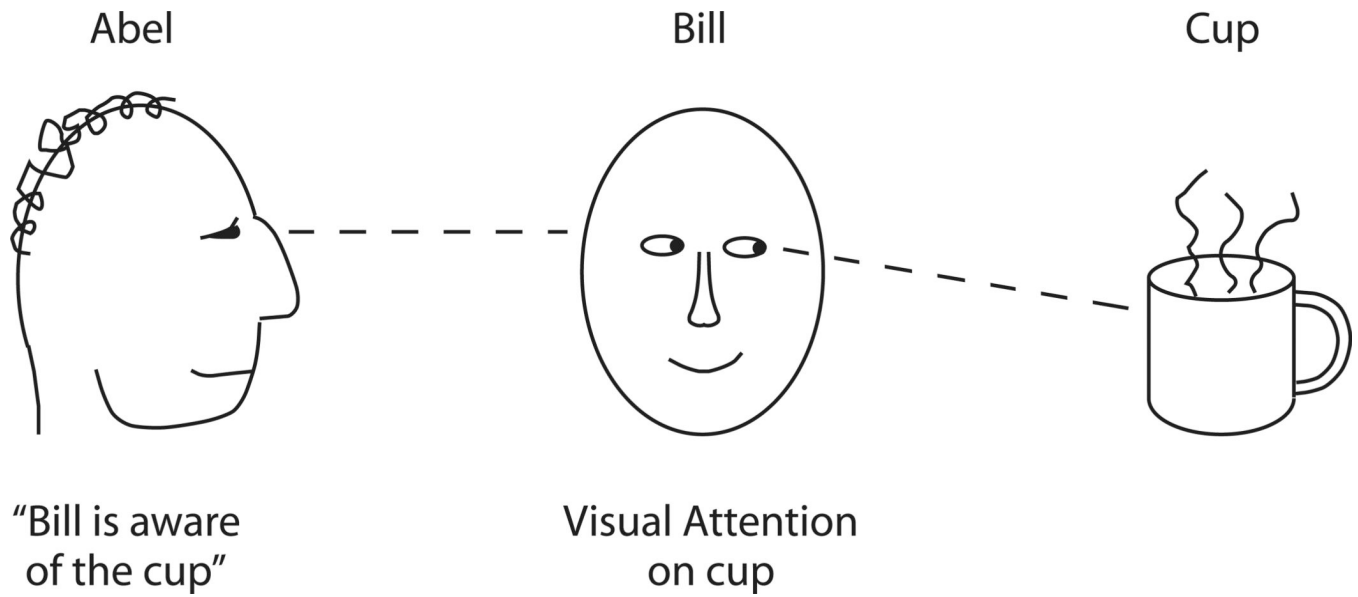 Abel
Bill
Cup
“Bill is aware
of the cup”
Visual Attention
on cup